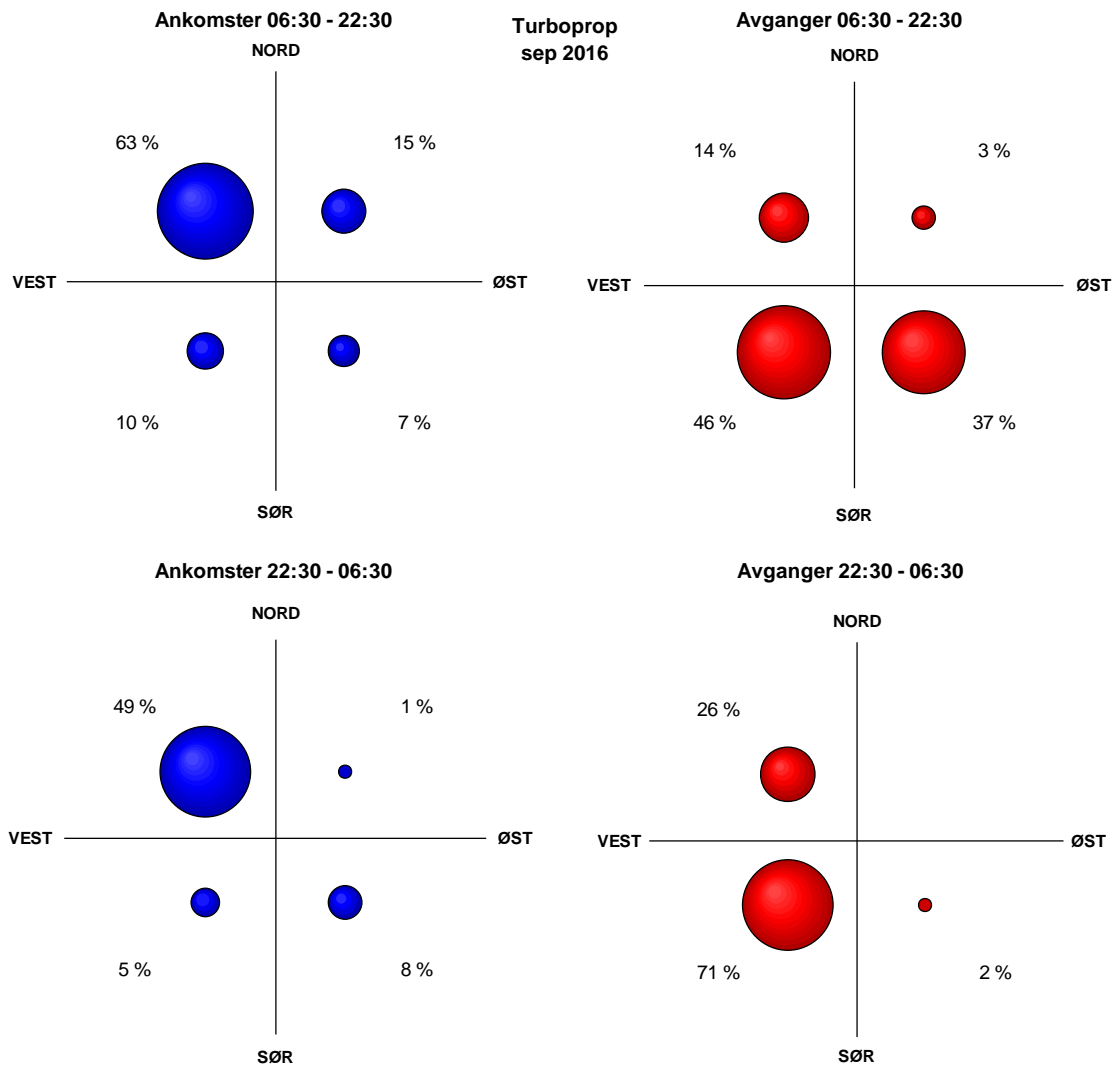 Ankomster 06:30 - 22:30
NORD
63 %
15 %
VEST
ØST
10 %
7 %
SØR
Turboprop
sep 2016
Avganger 06:30 - 22:30
NORD
14 %
3 %
VEST
ØST
46 %
37 %
SØR
Ankomster 22:30 - 06:30
NORD
49 %
1 %
VEST
ØST
5 %
8 %
SØR
Avganger 22:30 - 06:30
NORD
26 %
VEST
ØST
71 %
2 %
SØR